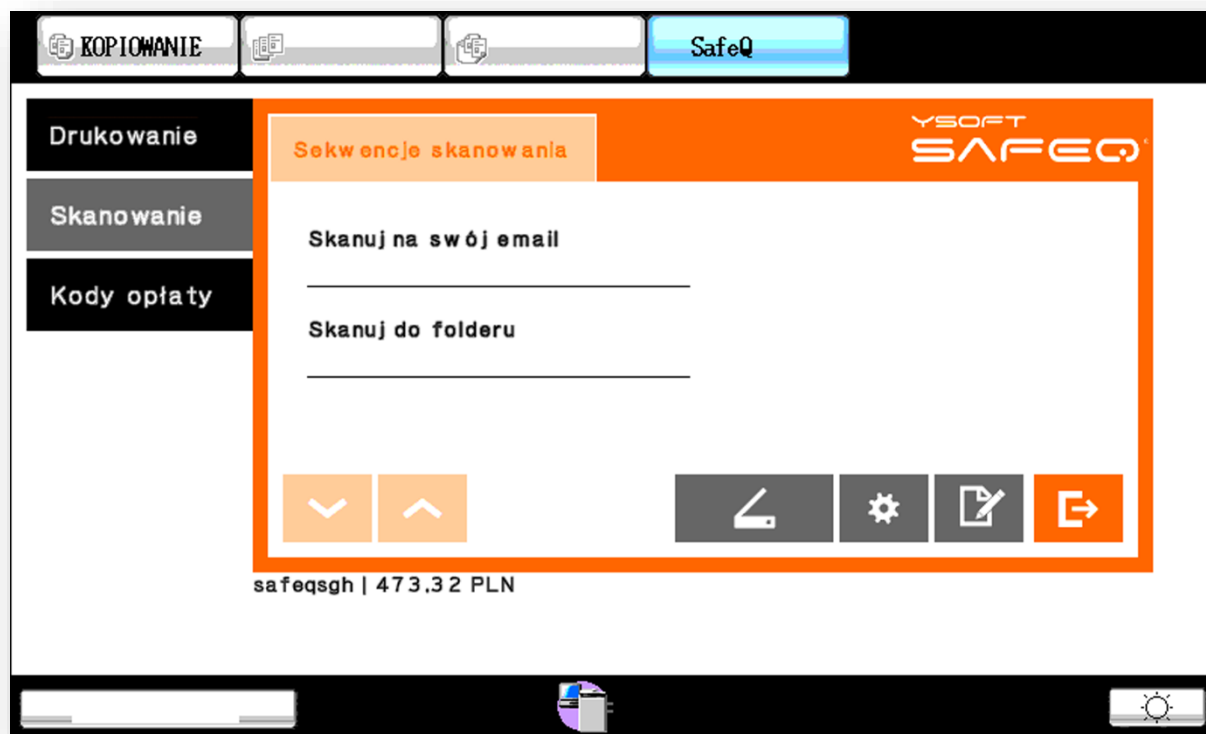 KOPIOWANIE
SafeQ
Drukowanie
Sekwencje skanowania
YSOFT
SAFEQ
Skanowanie
Skanuj na swój email
Kody opłaty
Skanuj do folderu
safeqsgh | 473,32 PLN